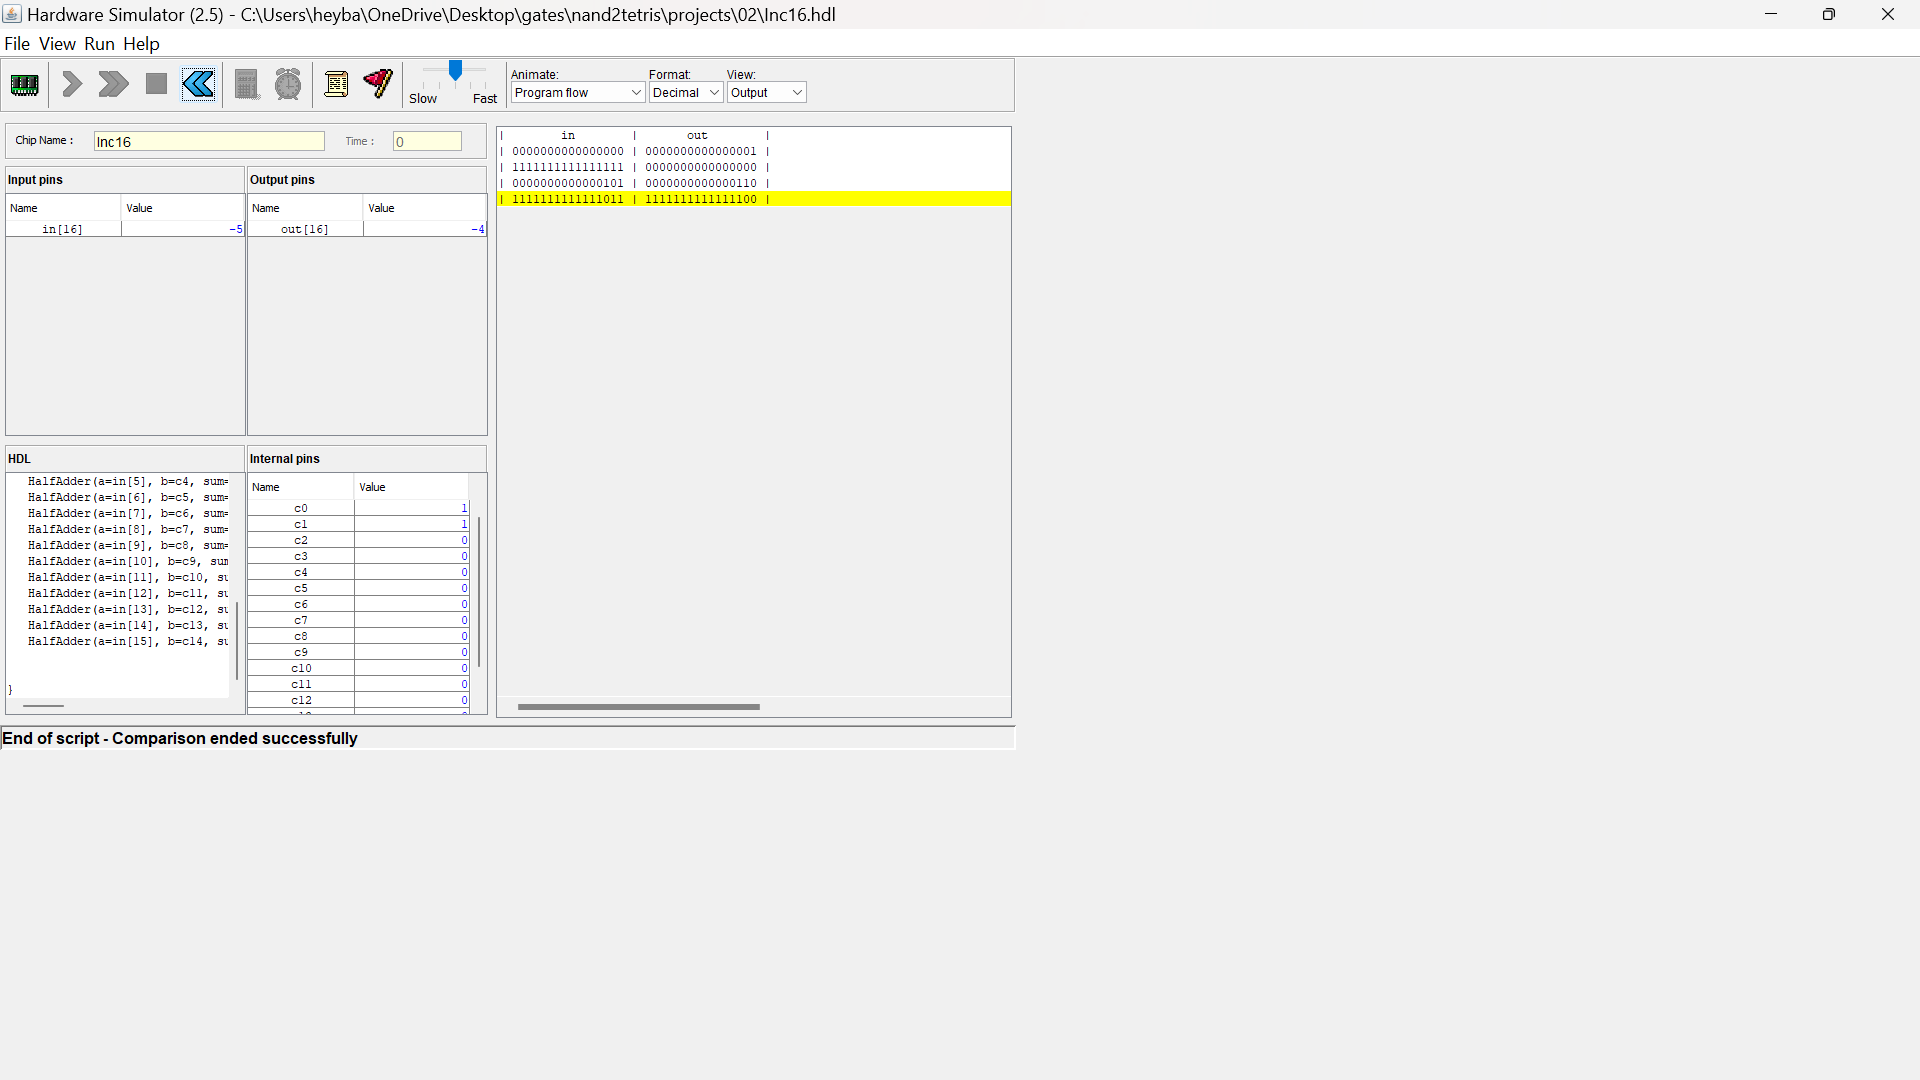 Hardware Simulator (2.5) - C:\Users\heyba\OneDrive\Desktop\gates\nand2tetris\projects\02\Inc16.hdl
File View Run Help
Slow Fast
Animate: Format: View:
Program flow Decimal Output
Chip Name : Inc16 Time : 0
Input pins
Name Value
in[16] -5
Output pins
Name Value
out[16] -4
HDL
HalfAdder(a=in[5], b=c4, sum=
HalfAdder(a=in[6], b=c5, sum=
HalfAdder(a=in[7], b=c6, sum=
HalfAdder(a=in[8], b=c7, sum=
HalfAdder(a=in[9], b=c8, sum=
HalfAdder(a=in[10], b=c9, sum
HalfAdder(a=in[11], b=c10, su
HalfAdder(a=in[12], b=c11, su
HalfAdder(a=in[13], b=c12, su
HalfAdder(a=in[14], b=c13, su
HalfAdder(a=in[15], b=c14, su
}
Internal pins
Name Value
c0 1
c1 1
c2 0
c3 0
c4 0
c5 0
c6 0
c7 0
c8 0
c9 0
c10 0
c11 0
c12 0
| in | out |
| 0000000000000000 | 0000000000000001 |
| 1111111111111111 | 0000000000000000 |
| 0000000000000101 | 0000000000000110 |
| 1111111111111011 | 1111111111111100 |
End of script - Comparison ended successfully